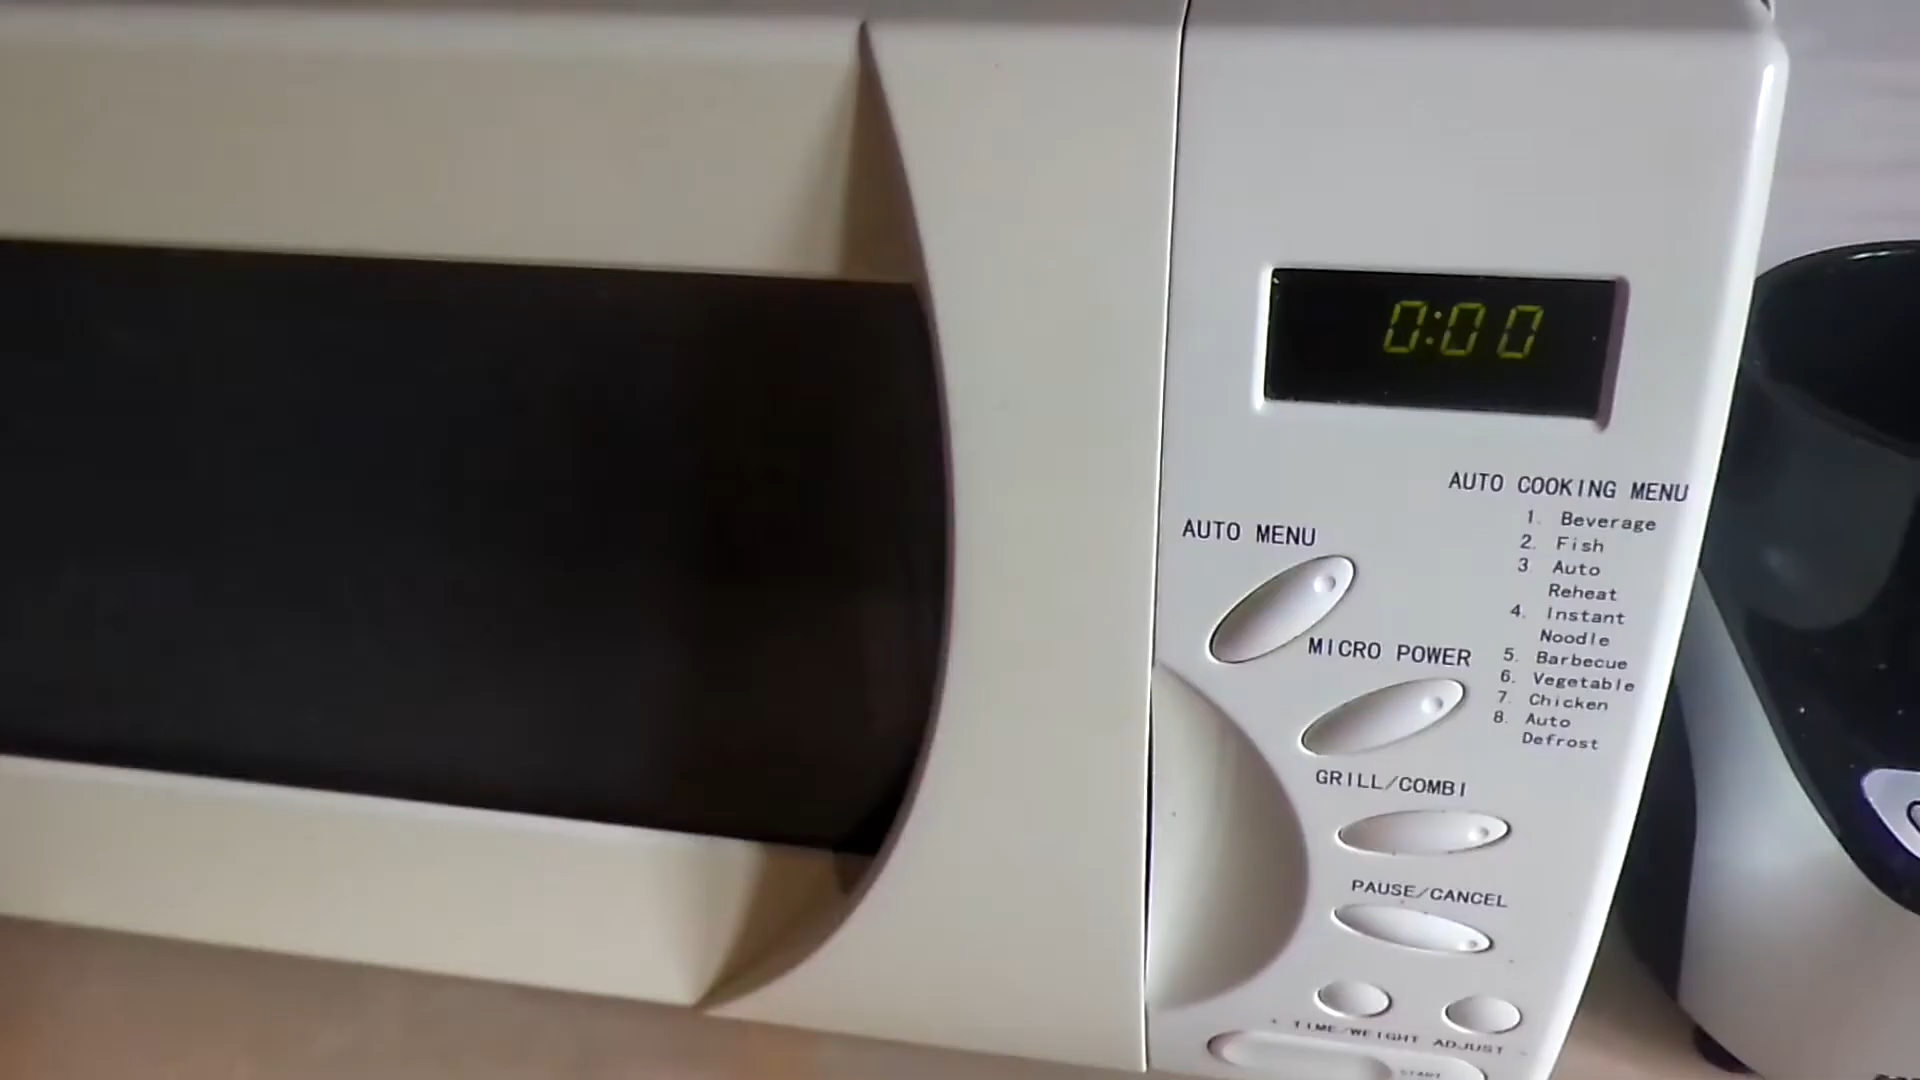 0:00
AUTO COOKING MENU
1. Beverage
2. Fish
3 Auto
Reheat
4. Instant
Noodle
5. Barbecue
6. Vegetable
7. Chicken
8. Auto
Defrost
AUTO MENU
MICRO POWER
GRILL/COMBI
PAUSE/CANCEL
+ TIME/WEIGHT ADJUST -
START